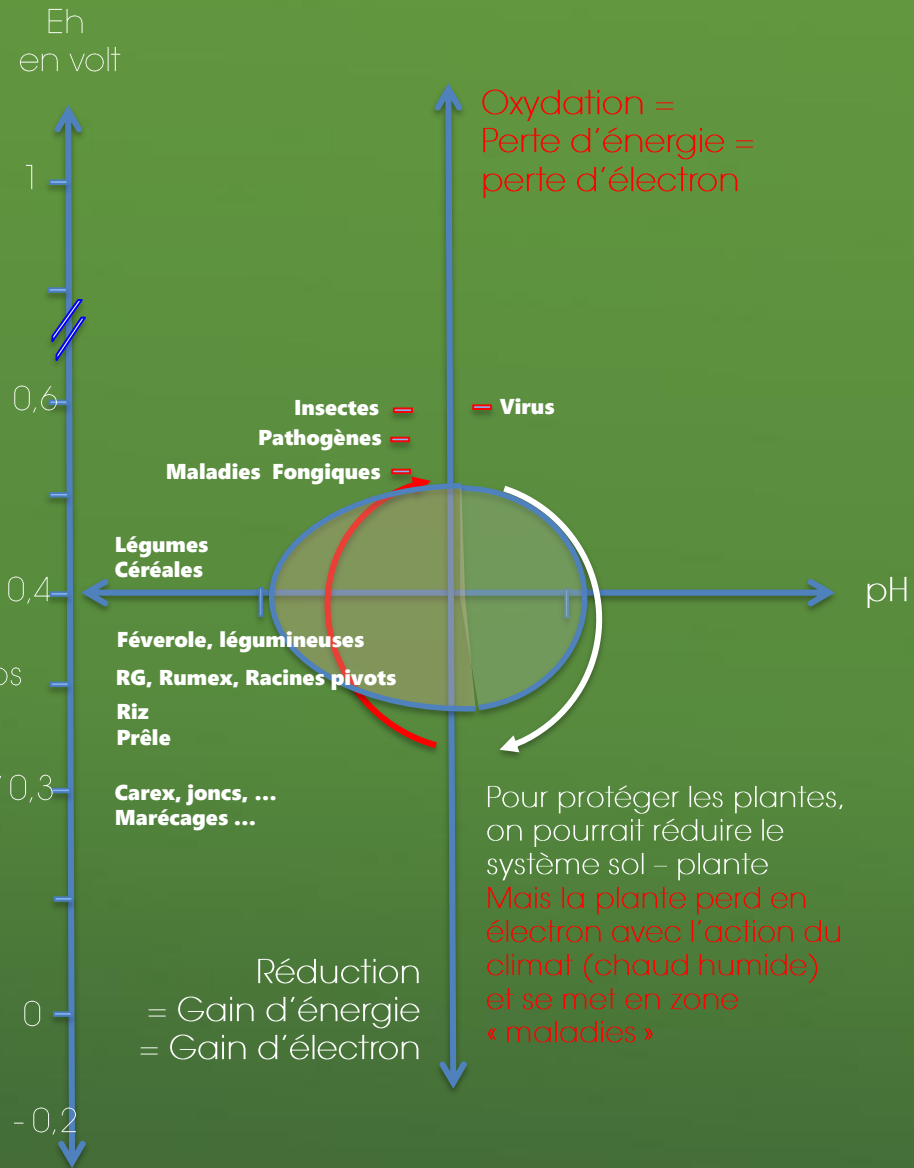 Eh
en volt
Oxydation =
Perte d'énergie =
perte d'électron
1
0,6
Insectes
Virus
Pathogènes
Maladies Fongiques
Légumes
Céréales
0,4
pH
Féverole, légumineuses
RG, Rumex, Racines pivots
Riz
Prêle
0,3
Carex, joncs, ...
Marécages ...
Pour protéger les plantes,
on pourrait réduire le
système sol – plante
Mais la plante perd en
électron avec l'action du
climat (chaud humide)
et se met en zone
« maladies »
Réduction
= Gain d'énergie
= Gain d'électron
0
- 0,2